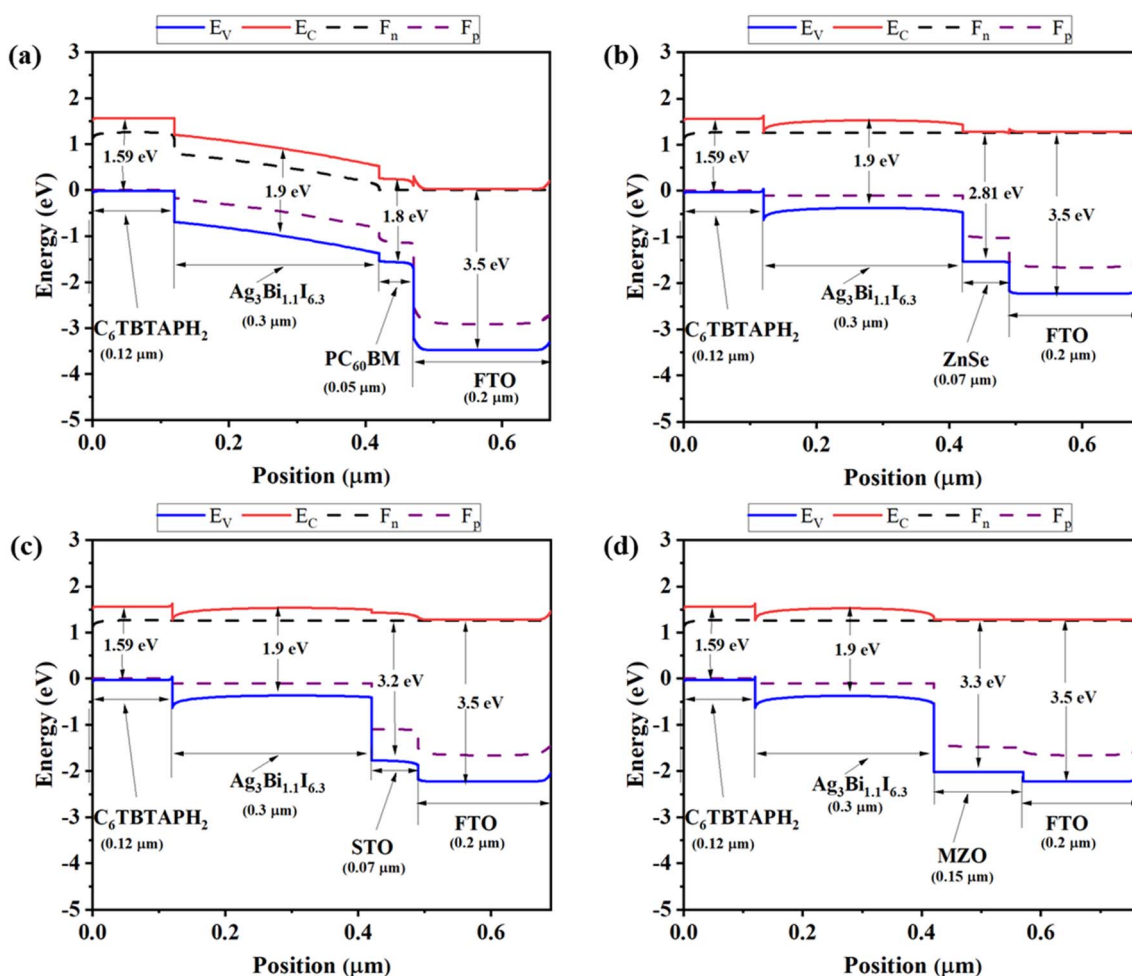 E_V E_C F_n F_p
(a)
3
2
1
0
-1
-2
-3
-4
-5
Energy (eV)
1.59 eV
1.9 eV
1.8 eV
3.5 eV
Ag3Bi1.1I6.3
(0.3 μm)
C6TBTAPH2
(0.12 μm)
PC60BM
(0.05 μm)
FTO
(0.2 μm)
0.0 0.2 0.4 0.6
Position (μm)
E_V E_C F_n F_p
(b)
3
2
1
0
-1
-2
-3
-4
-5
Energy (eV)
1.59 eV
1.9 eV
2.81 eV
3.5 eV
Ag3Bi1.1I6.3
(0.3 μm)
C6TBTAPH2
(0.12 μm)
ZnSe
(0.07 μm)
FTO
(0.2 μm)
0.0 0.2 0.4 0.6
Position (μm)
E_V E_C F_n F_p
(c)
3
2
1
0
-1
-2
-3
-4
-5
Energy (eV)
1.59 eV
1.9 eV
3.2 eV
3.5 eV
Ag3Bi1.1I6.3
(0.3 μm)
C6TBTAPH2
(0.12 μm)
STO
(0.07 μm)
FTO
(0.2 μm)
0.0 0.2 0.4 0.6
Position (μm)
E_V E_C F_n F_p
(d)
3
2
1
0
-1
-2
-3
-4
-5
Energy (eV)
1.59 eV
1.9 eV
3.3 eV
3.5 eV
Ag3Bi1.1I6.3
(0.3 μm)
C6TBTAPH2
(0.12 μm)
MZO
(0.15 μm)
FTO
(0.2 μm)
0.0 0.2 0.4 0.6
Position (μm)